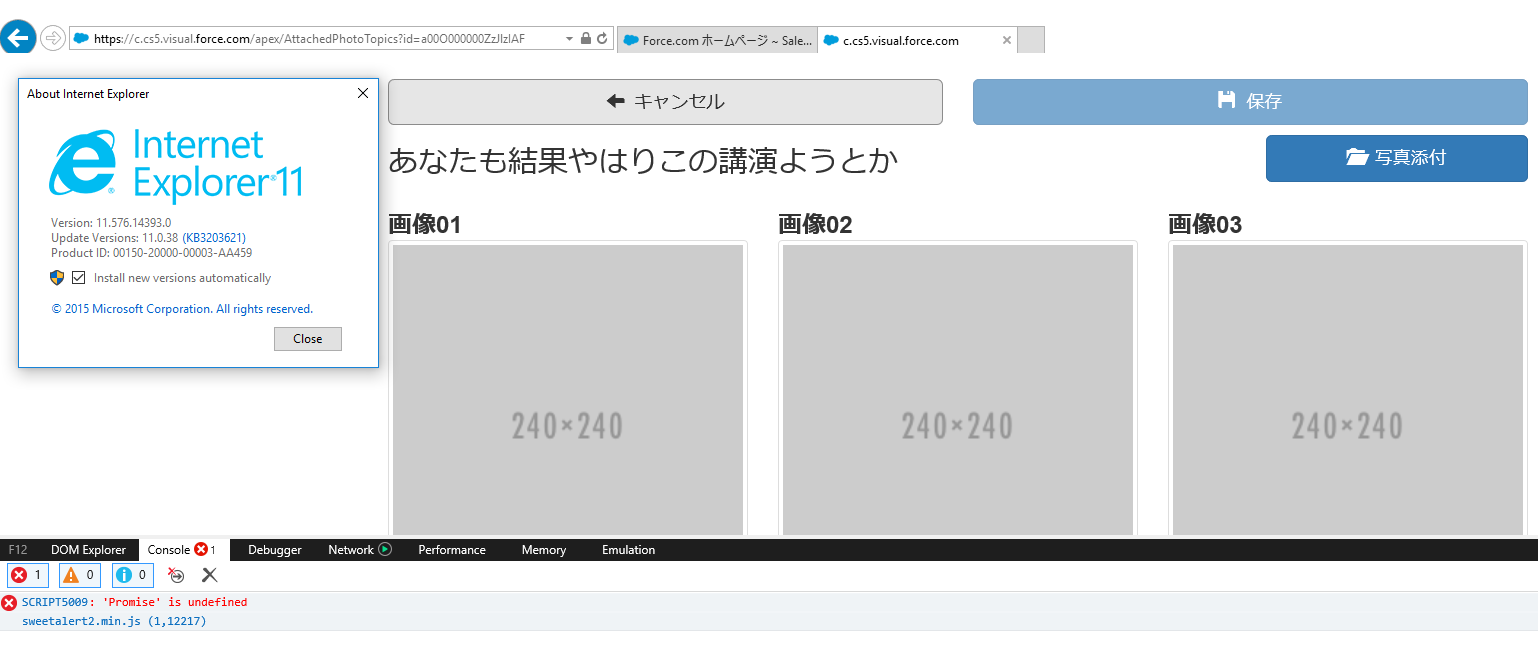 https://c.cs5.visual.force.com/apex/AttachedPhotoTopics?id=a00O000000ZzJIzIAF
Force.com ホームページ ~ Sale...
c.cs5.visual.force.com
About Internet Explorer
Internet
Explorer®11
Version: 11.576.14393.0
Update Versions: 11.0.38 (KB3203621)
Product ID: 00150-20000-00003-AA459
Install new versions automatically
© 2015 Microsoft Corporation. All rights reserved.
Close
キャンセル
保存
あなたも結果やはりこの講演ようとか
写真添付
画像01
画像02
画像03
240×240
240×240
240×240
F12
DOM Explorer
Console 1
Debugger
Network
Performance
Memory
Emulation
1
0
0
SCRIPT5009: 'Promise' is undefined
sweetalert2.min.js (1,12217)